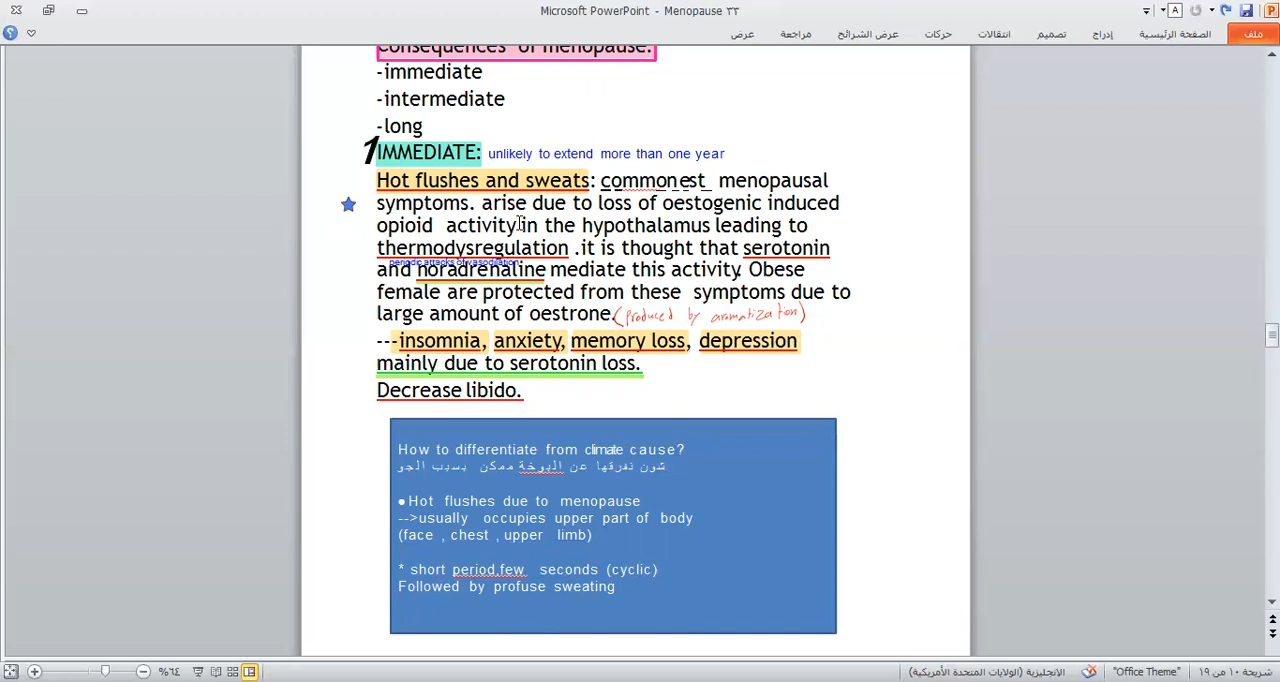 Microsoft PowerPoint - Menopause ٣٣
ملف الصفحة الرئيسية إدراج تصميم انتقالات حركات عرض الشرائح مراجعة عرض
Consequences of menopause:
-immediate
-intermediate
-long
1 IMMEDIATE: unlikely to extend more than one year
Hot flushes and sweats: commonest menopausal
symptoms. arise due to loss of oestogenic induced
opioid activity in the hypothalamus leading to
thermodysregulation .it is thought that serotonin
periodic attacks of vasodilation
and noradrenaline mediate this activity. Obese
female are protected from these symptoms due to
large amount of oestrone. (produced by aromatization)
---insomnia, anxiety, memory loss, depression
mainly due to serotonin loss.
Decrease libido.
How to differentiate from climate cause?
شون نفرقها عن البوخة ممكن بسبب الجو
●Hot flushes due to menopause
-->usually occupies upper part of body
(face , chest , upper limb)
* short period,few seconds (cyclic)
Followed by profuse sweating
شريحة ١٠ من ١٩ "Office Theme" الإنجليزية (الولايات المتحدة الأمريكية) ٦٤%